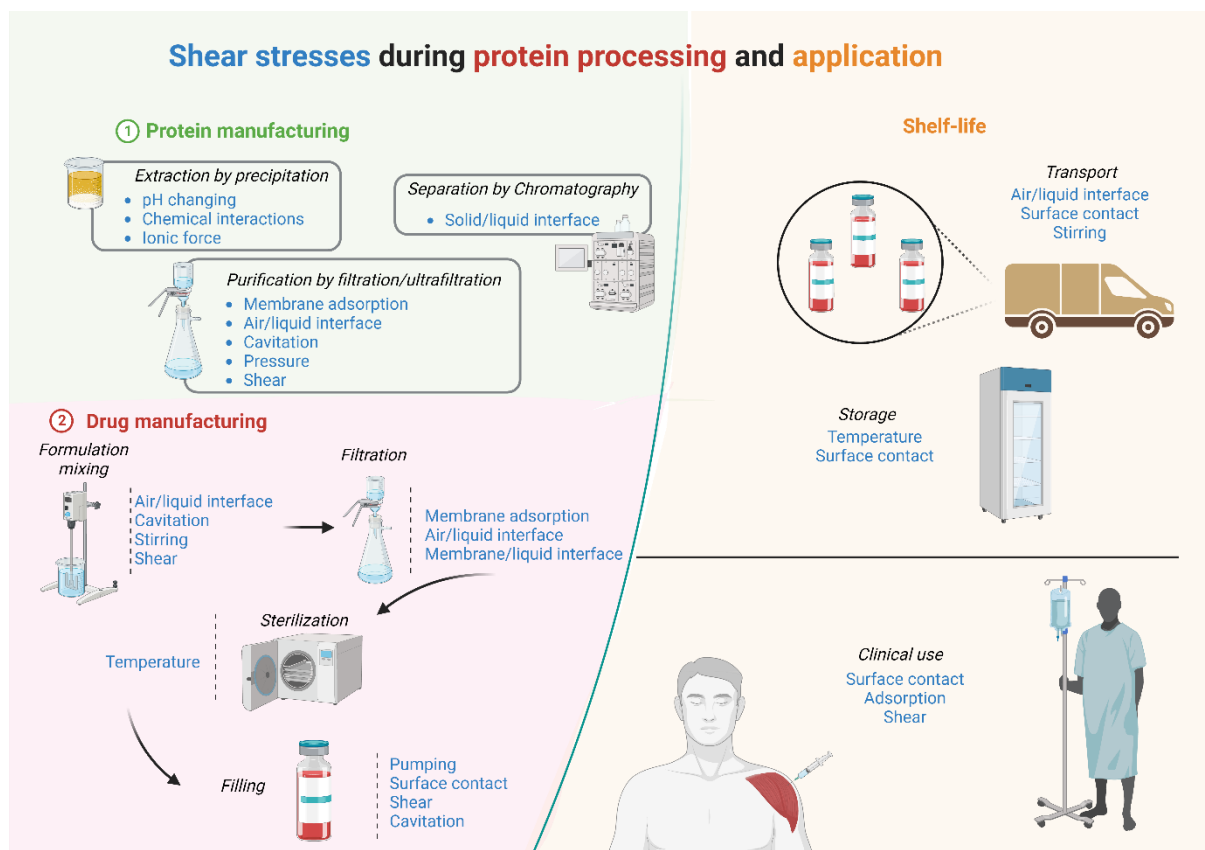 Shear stresses during protein processing and application
1 Protein manufacturing
Extraction by precipitation
• pH changing
• Chemical interactions
• Ionic force
Separation by Chromatography
• Solid/liquid interface
Purification by filtration/ultrafiltration
• Membrane adsorption
• Air/liquid interface
• Cavitation
• Pressure
• Shear
2 Drug manufacturing
Formulation
mixing
Air/liquid interface
Cavitation
Stirring
Shear
Filtration
Membrane adsorption
Air/liquid interface
Membrane/liquid interface
Sterilization
Temperature
Filling
Pumping
Surface contact
Shear
Cavitation
Shelf-life
Transport
Air/liquid interface
Surface contact
Stirring
Storage
Temperature
Surface contact
Clinical use
Surface contact
Adsorption
Shear